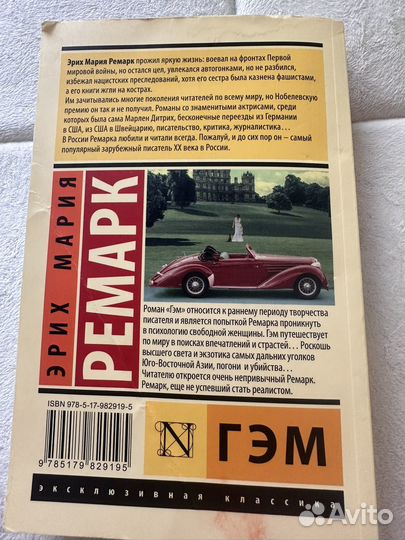 Эрих Мария Ремарк прожил яркую жизнь: воевал на фронтах Первой
мировой войны, но остался цел, увлекался автогонками, но не разбился,
избежал нацистских преследований, хотя его сестра была казнена фашистами,
а его книги жгли на кострах.
Им зачитывались многие поколения читателей по всему миру, но Нобелевскую
премию он так и не получил. Романы со знаменитыми актрисами, среди
которых была сама Марлен Дитрих, бесконечные переезды из Германии
в США, из США в Швейцарию, писательство, критика, журналистика...
В России Ремарка любили и читали всегда. Пожалуй, и до сих пор он – самый
популярный зарубежный писатель XX века в России.
ЭРИХ МАРИЯ
РЕМАРК
Роман «Гэм» относится к раннему периоду творчества
писателя и является попыткой Ремарка проникнуть
в психологию свободной женщины. Гэм путешествует
по миру в поисках впечатлений и страстей... Роскошь
высшего света и экзотика самых дальних уголков
Юго-Восточной Азии, погони и убийства...
Читателю откроется очень непривычный Ремарк.
Ремарк, еще не успевший стать реалистом.
ISBN 978-5-17-982919-5
9 785179 829195
N
ГЭМ
эксклюзивная классика
Avito